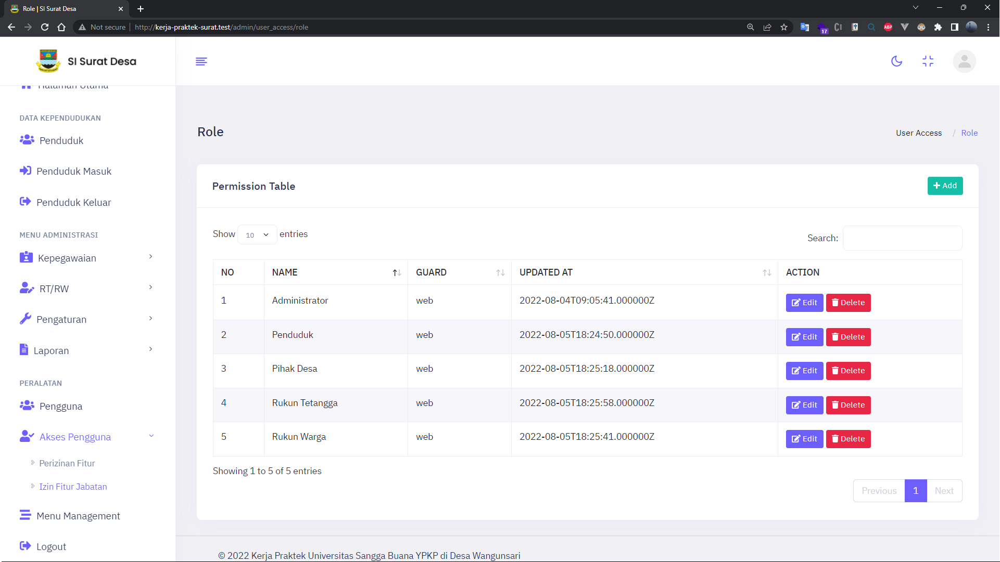 Role | SI Surat Desa
Not secure http://kerja-praktek-surat.test/admin/user_access/role
17
ABP
SI Surat Desa
Halaman Utama
DATA KEPENDUDUKAN
Penduduk
Penduduk Masuk
Penduduk Keluar
MENU ADMINISTRASI
Kepegawaian
RT/RW
Pengaturan
Laporan
PERALATAN
Pengguna
Akses Pengguna
Perizinan Fitur
Izin Fitur Jabatan
Menu Management
Logout
Role
User Access / Role
Permission Table
Add
Show 10 entries
Search:
NO NAME GUARD UPDATED AT ACTION
1 Administrator web 2022-08-04T09:05:41.000000Z Edit Delete
2 Penduduk web 2022-08-05T18:24:50.000000Z Edit Delete
3 Pihak Desa web 2022-08-05T18:25:18.000000Z Edit Delete
4 Rukun Tetangga web 2022-08-05T18:25:58.000000Z Edit Delete
5 Rukun Warga web 2022-08-05T18:25:41.000000Z Edit Delete
Showing 1 to 5 of 5 entries
Previous 1 Next
© 2022 Kerja Praktek Universitas Sangga Buana YPKP di Desa Wangunsari